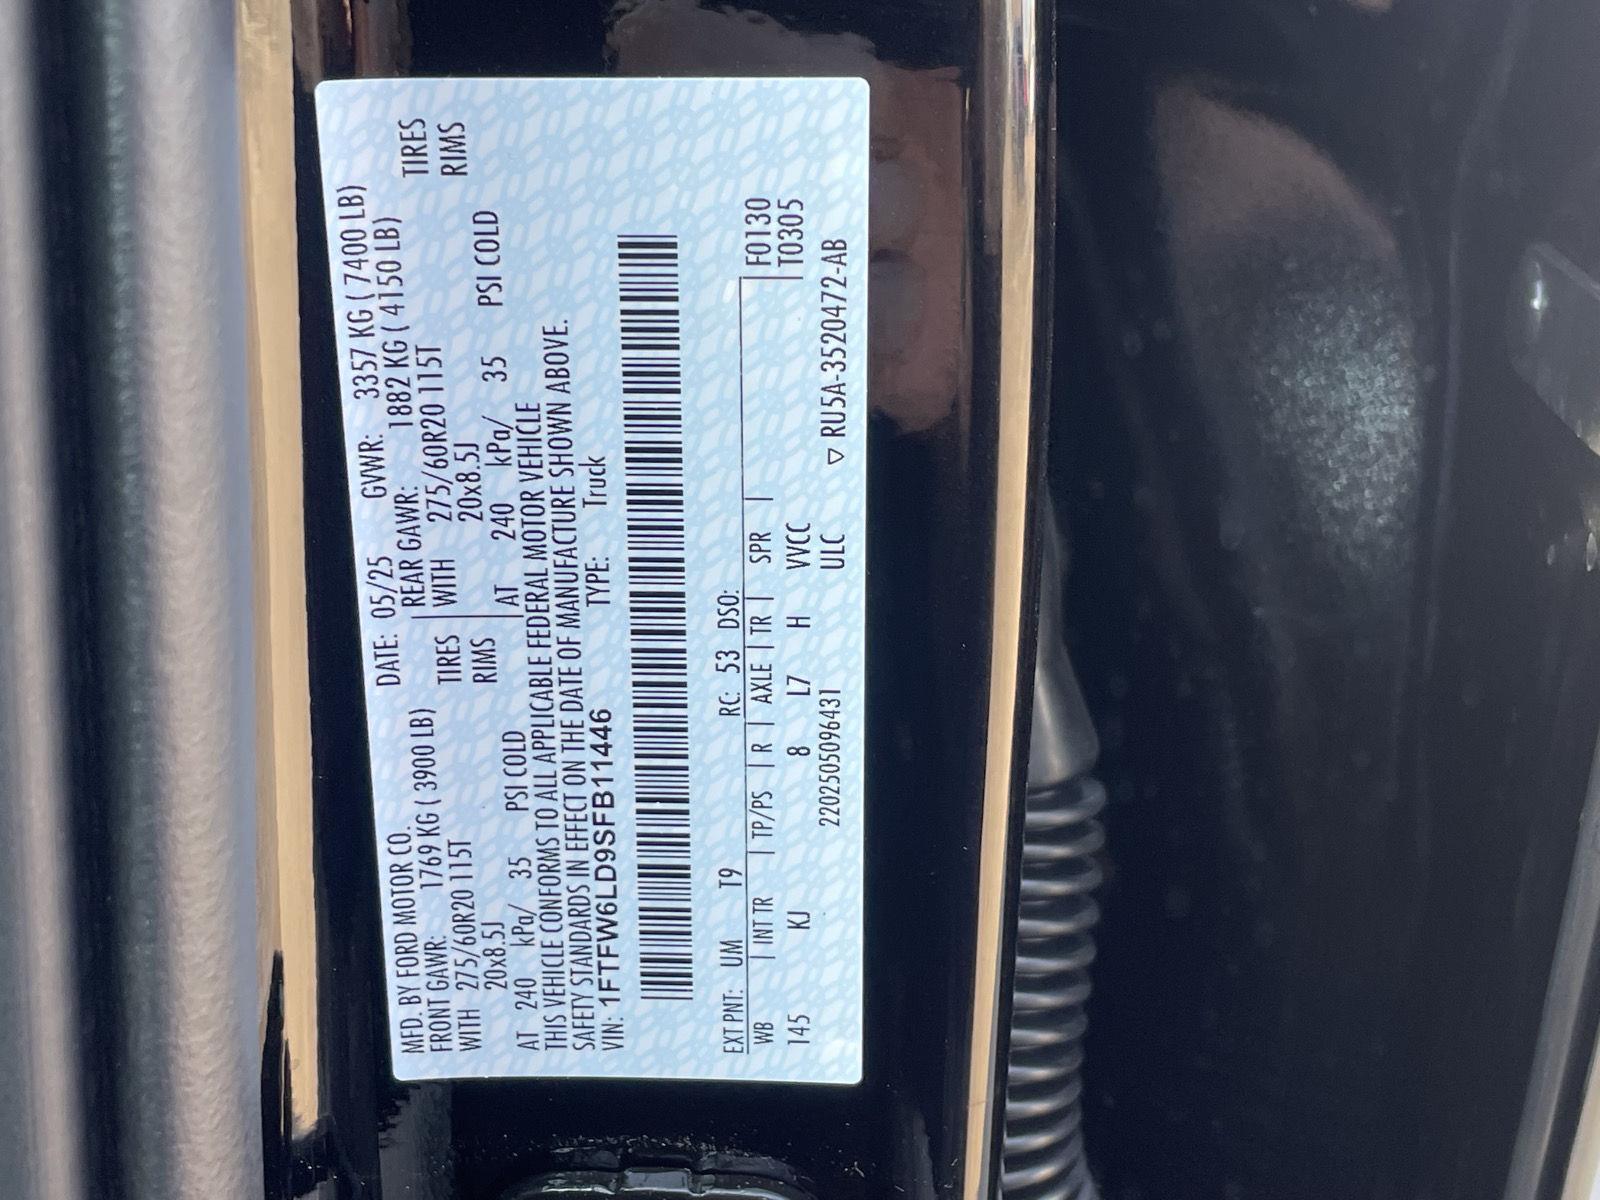 MFD. BY FORD MOTOR CO. DATE: 05/25 GVWR: 3357 KG ( 7400 LB)
FRONT GAWR: 1769 KG ( 3900 LB) REAR GAWR: 1882 KG ( 4150 LB)
WITH 275/60R20 115T TIRES WITH 275/60R20 115T TIRES
20x8.5J RIMS 20x8.5J RIMS
AT 240 kPa/ 35 PSI COLD AT 240 kPa/ 35 PSI COLD
THIS VEHICLE CONFORMS TO ALL APPLICABLE FEDERAL MOTOR VEHICLE
SAFETY STANDARDS IN EFFECT ON THE DATE OF MANUFACTURE SHOWN ABOVE.
VIN: 1FTFW6LD9SFB11446 TYPE: Truck
EXT PNT: UM T9 RC: 53 DSO: F0130
WB | INT TR | TP/PS | R | AXLE | TR | SPR | T0305
145 KJ 8 L7 H VVCC
220250509643T ULC ▽ RU5A-3520472-AB